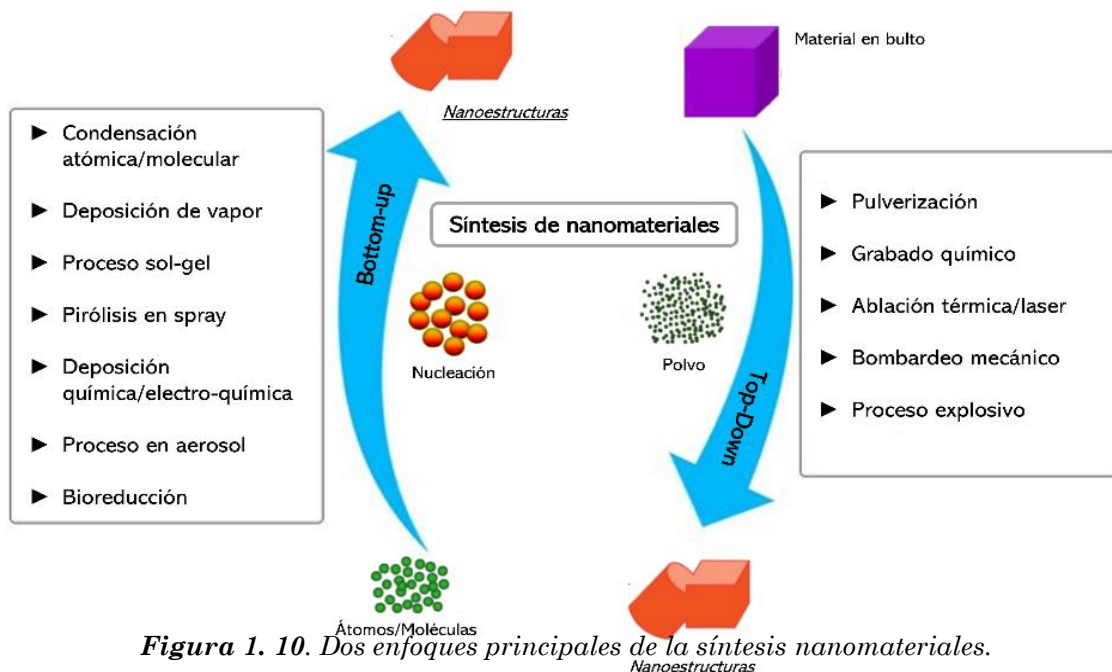 Nanoestructuras
Material en bulto
► Condensación
atómica/molecular
► Deposición de vapor
► Proceso sol-gel
► Pirólisis en spray
► Deposición
química/electro-química
► Proceso en aerosol
► Bioreducción
Bottom-up
Síntesis de nanomateriales
Nucleación
Polvo
Top-Down
► Pulverización
► Grabado químico
► Ablación térmica/laser
► Bombardeo mecánico
► Proceso explosivo
Átomos/Moléculas
Figura 1. 10. Dos enfoques principales de la síntesis nanomateriales.
Nanoestructuras